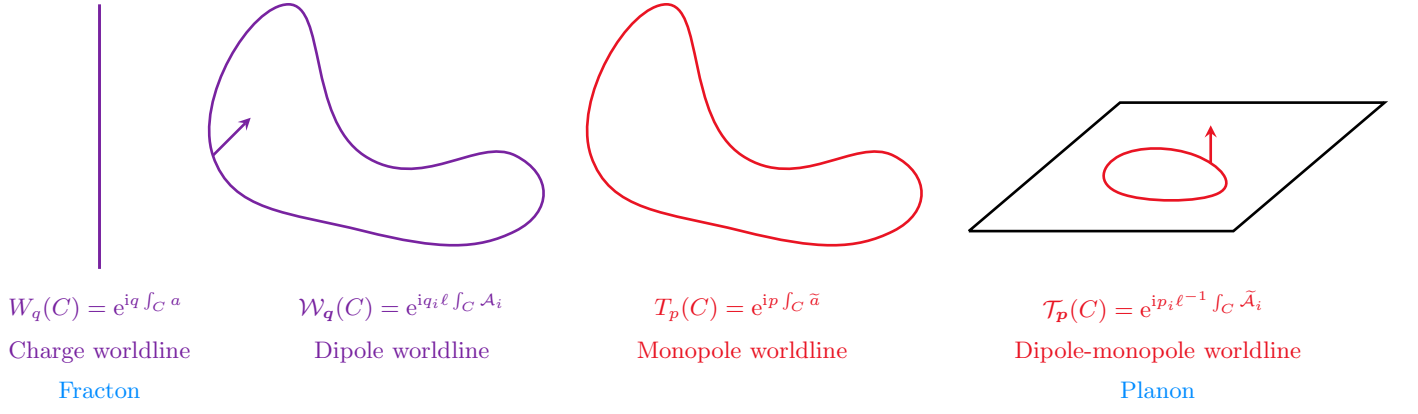 W_q(C) = e^{iq ∫_C a}    𝒲_𝒒(C) = e^{iq_i ℓ ∫_C 𝒜_i}    T_p(C) = e^{ip ∫_C ã}    𝒯_𝒑(C) = e^{ip_i ℓ^{-1} ∫_C 𝒜̃_i}
Charge worldline    Dipole worldline    Monopole worldline    Dipole-monopole worldline
Fracton    Planon